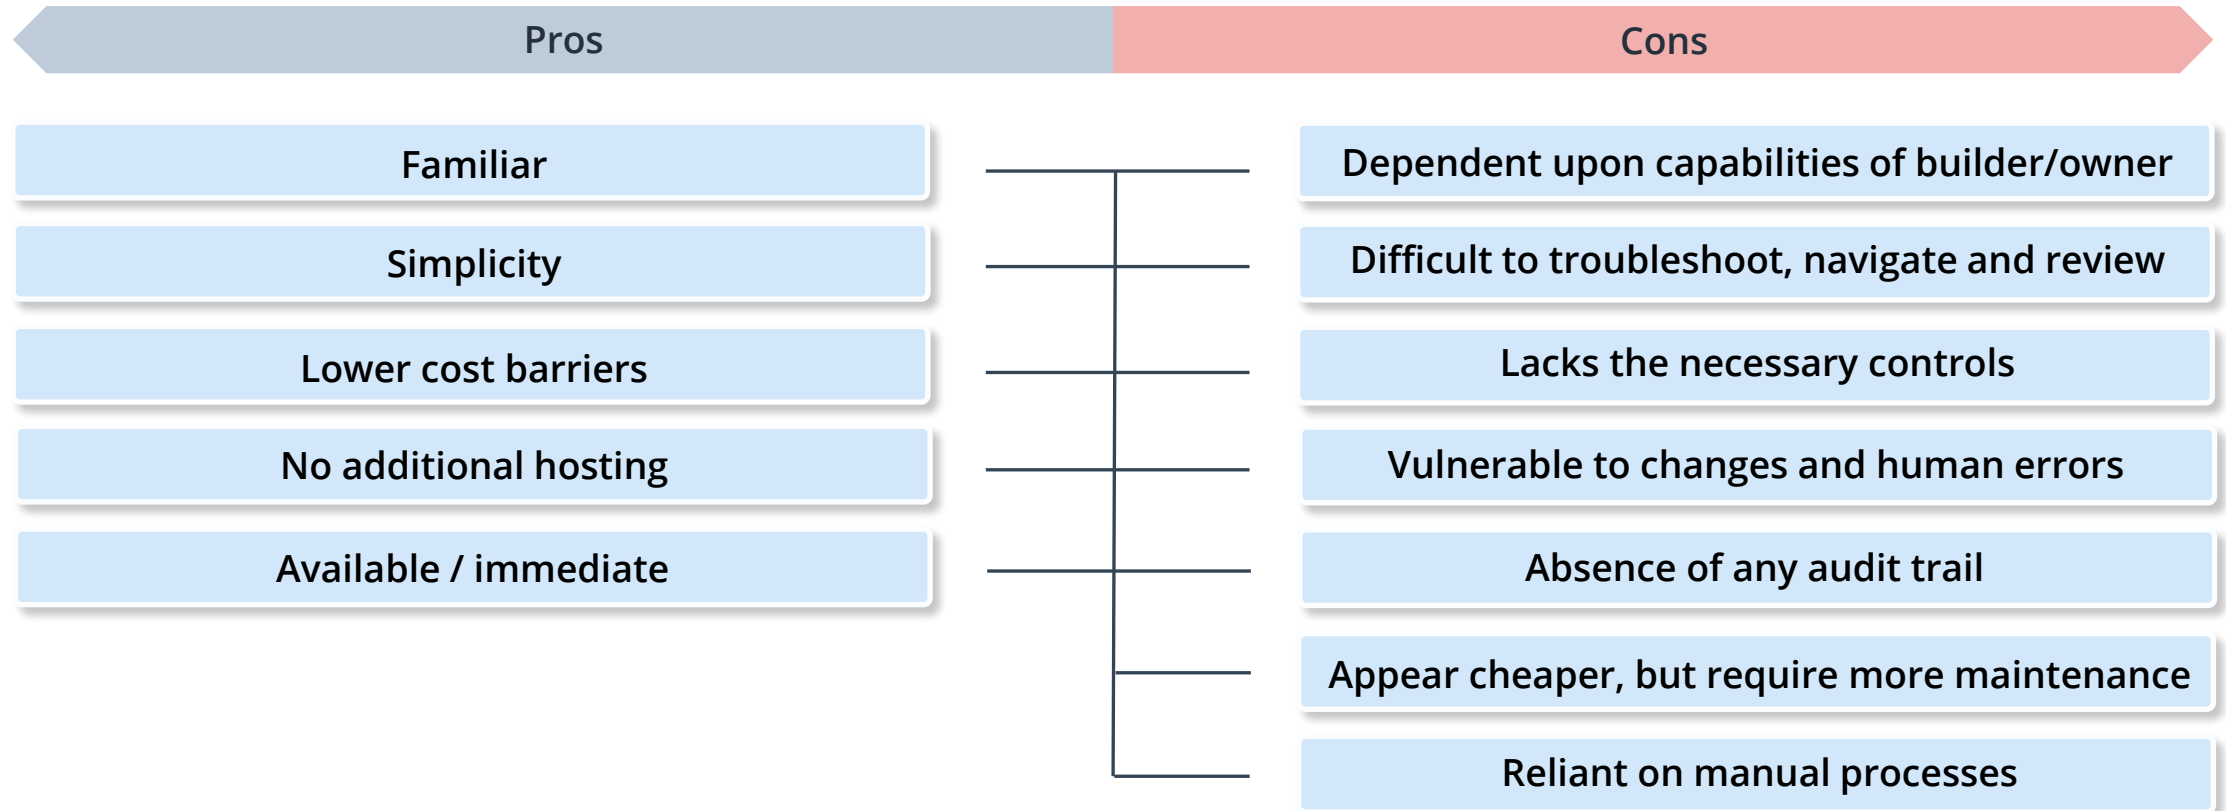 Pros
Cons
Familiar
Dependent upon capabilities of builder/owner
Simplicity
Difficult to troubleshoot, navigate and review
Lower cost barriers
Lacks the necessary controls
No additional hosting
Vulnerable to changes and human errors
Available / immediate
Absence of any audit trail
Appear cheaper, but require more maintenance
Reliant on manual processes